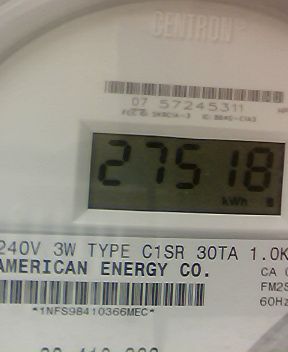 CENTRON
07 57245311
27518
kWh
240V 3W TYPE C1SR 30TA 1.0K
AMERICAN ENERGY CO.
CA
FM2S
60Hz
*1NFS98410366MEC*